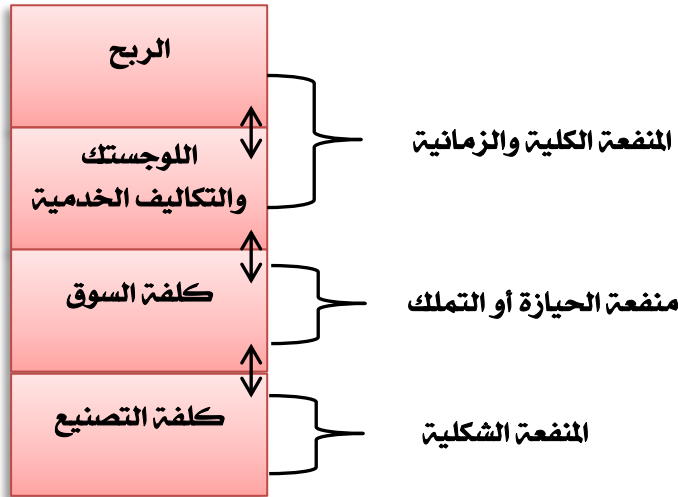 الربح
المنفعة الكلية والزمانية
اللوجستك
والتكاليف الخدمية
كلفة السوق
منفعة الحيازة أو التملك
كلفة التصنيع
المنفعة الشكلية